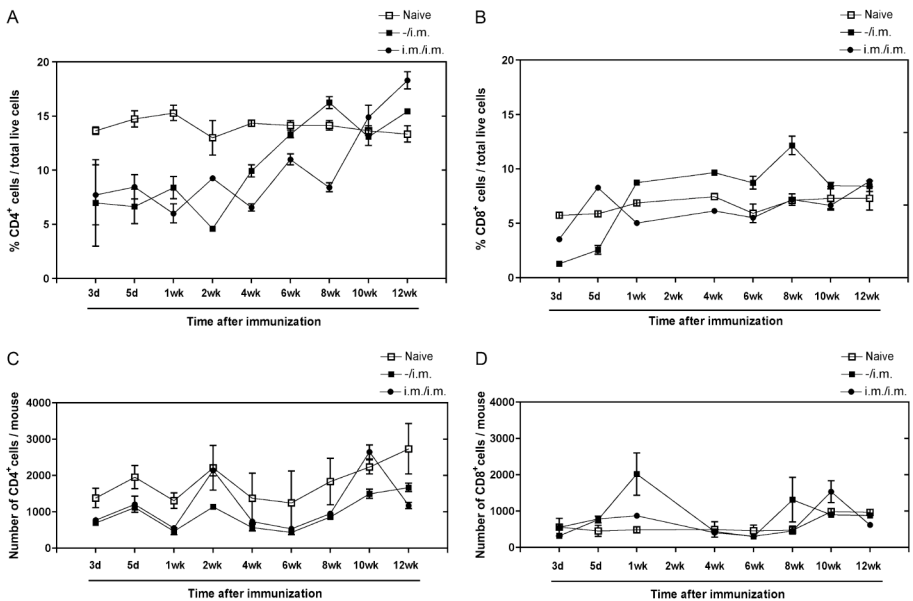 A
Naive
-/i.m.
i.m./i.m.
% CD4+ cells / total live cells
20
15
10
5
0
3d 5d 1wk 2wk 4wk 6wk 8wk 10wk 12wk
Time after immunization
B
Naive
-/i.m.
i.m./i.m.
% CD8+ cells / total live cells
20
15
10
5
0
3d 5d 1wk 2wk 4wk 6wk 8wk 10wk 12wk
Time after immunization
C
Naive
-/i.m.
i.m./i.m.
Number of CD4+cells / mouse
4000
3000
2000
1000
0
3d 5d 1wk 2wk 4wk 6wk 8wk 10wk 12wk
Time after immunization
D
Naive
-/i.m.
i.m./i.m.
Number of CD8+cells / mouse
4000
3000
2000
1000
0
3d 5d 1wk 2wk 4wk 6wk 8wk 10wk 12wk
Time after immunization